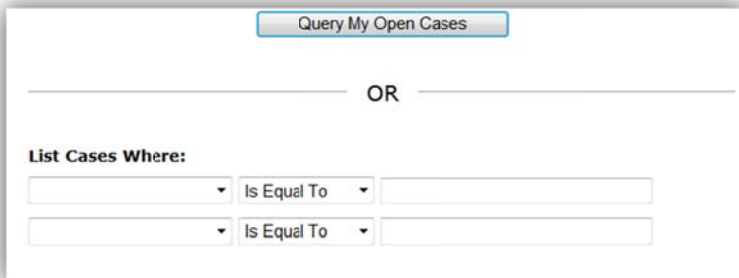 Query My Open Cases
OR
List Cases Where:
Is Equal To
Is Equal To